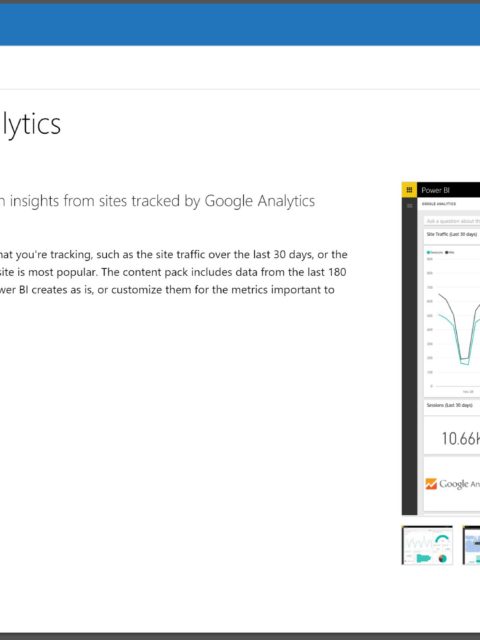 lytics
n insights from sites tracked by Google Analytics
nat you're tracking, such as the site traffic over the last 30 days, or the
site is most popular. The content pack includes data from the last 180
wer BI creates as is, or customize them for the metrics important to
Power BI
GOOGLE ANALYTICS
Ask a question about th
Site Traffic (Last 30 days)
Sessions (Last 30 days)
10.66K
Google An